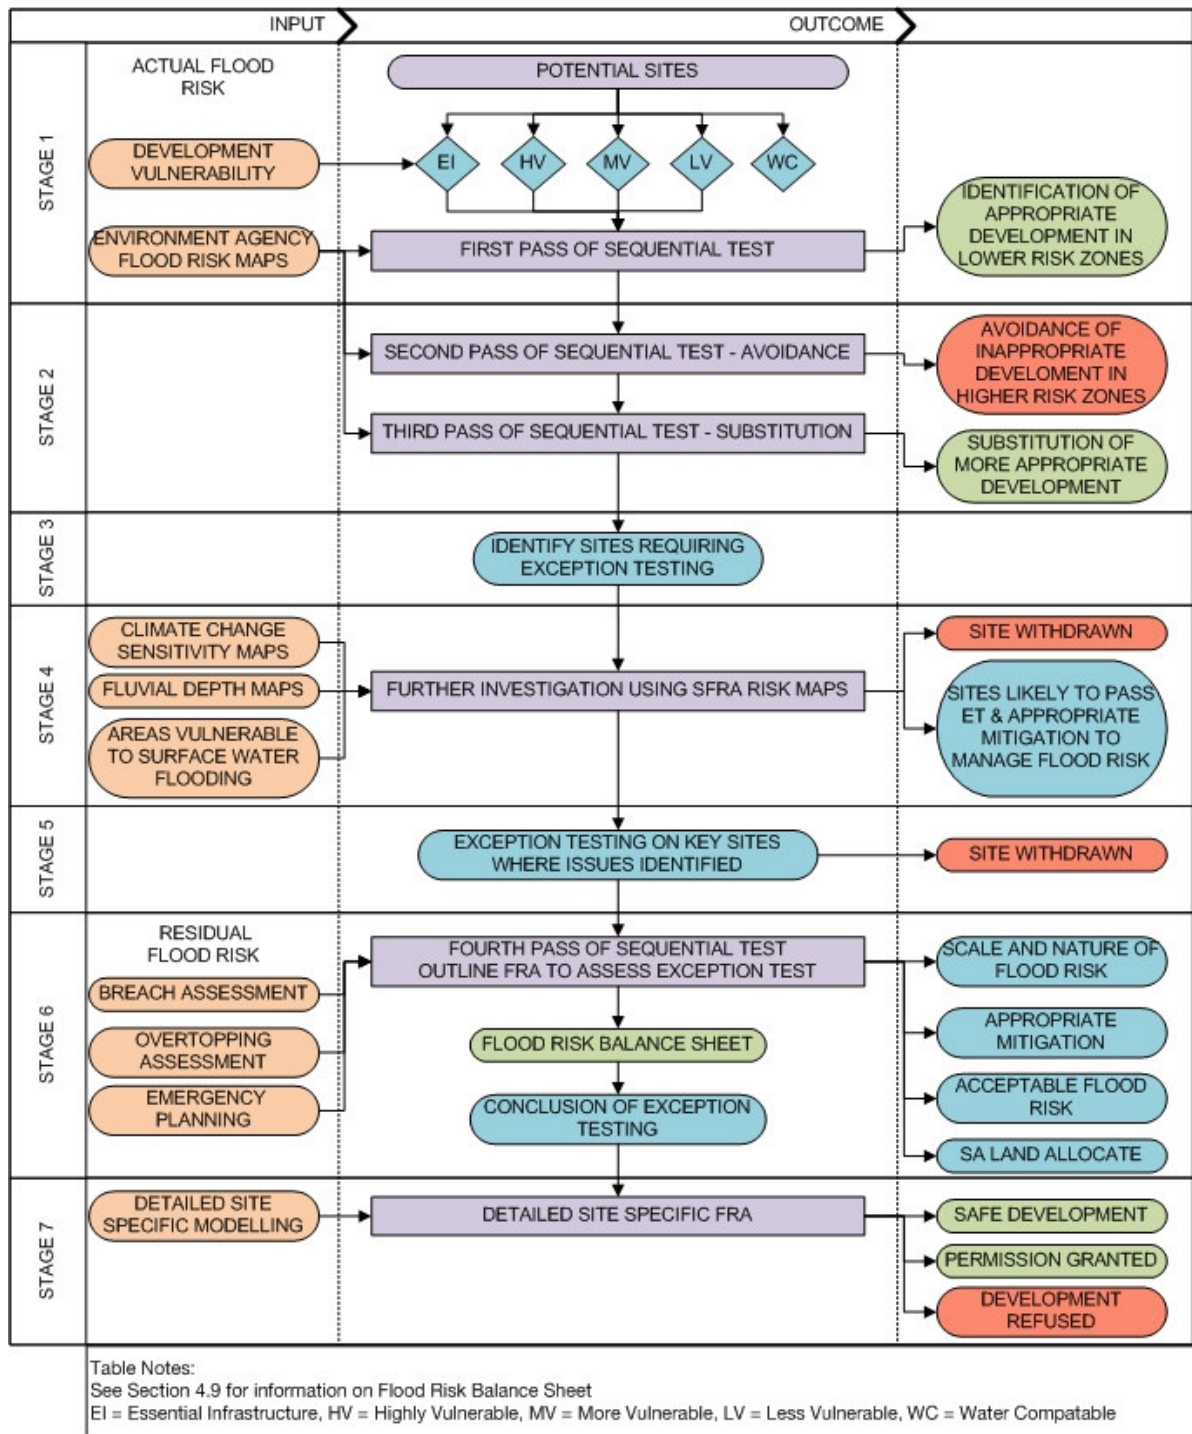 INPUT
OUTCOME
STAGE 1
ACTUAL FLOOD
RISK
POTENTIAL SITES
DEVELOPMENT
VULNERABILITY
EI
HV
MV
LV
WC
ENVIRONMENT AGENCY
FLOOD RISK MAPS
FIRST PASS OF SEQUENTIAL TEST
IDENTIFICATION OF
APPROPRIATE
DEVELOPMENT IN
LOWER RISK ZONES
STAGE 2
SECOND PASS OF SEQUENTIAL TEST - AVOIDANCE
AVOIDANCE OF
INAPPROPRIATE
DEVELOMENT IN
HIGHER RISK ZONES
THIRD PASS OF SEQUENTIAL TEST - SUBSTITUTION
SUBSTITUTION OF
MORE APPROPRIATE
DEVELOPMENT
STAGE 3
IDENTIFY SITES REQUIRING
EXCEPTION TESTING
STAGE 4
CLIMATE CHANGE
SENSITIVITY MAPS
FLUVIAL DEPTH MAPS
AREAS VULNERABLE
TO SURFACE WATER
FLOODING
FURTHER INVESTIGATION USING SFRA RISK MAPS
SITE WITHDRAWN
SITES LIKELY TO PASS
ET & APPROPRIATE
MITIGATION TO
MANAGE FLOOD RISK
STAGE 5
EXCEPTION TESTING ON KEY SITES
WHERE ISSUES IDENTIFIED
SITE WITHDRAWN
STAGE 6
RESIDUAL
FLOOD RISK
BREACH ASSESSMENT
OVERTOPPING
ASSESSMENT
EMERGENCY
PLANNING
FOURTH PASS OF SEQUENTIAL TEST
OUTLINE FRA TO ASSESS EXCEPTION TEST
FLOOD RISK BALANCE SHEET
CONCLUSION OF EXCEPTION
TESTING
SCALE AND NATURE OF
FLOOD RISK
APPROPRIATE
MITIGATION
ACCEPTABLE FLOOD
RISK
SA LAND ALLOCATE
STAGE 7
DETAILED SITE
SPECIFIC MODELLING
DETAILED SITE SPECIFIC FRA
SAFE DEVELOPMENT
PERMISSION GRANTED
DEVELOPMENT
REFUSED
Table Notes:
See Section 4.9 for information on Flood Risk Balance Sheet
EI = Essential Infrastructure, HV = Highly Vulnerable, MV = More Vulnerable, LV = Less Vulnerable, WC = Water Compatable